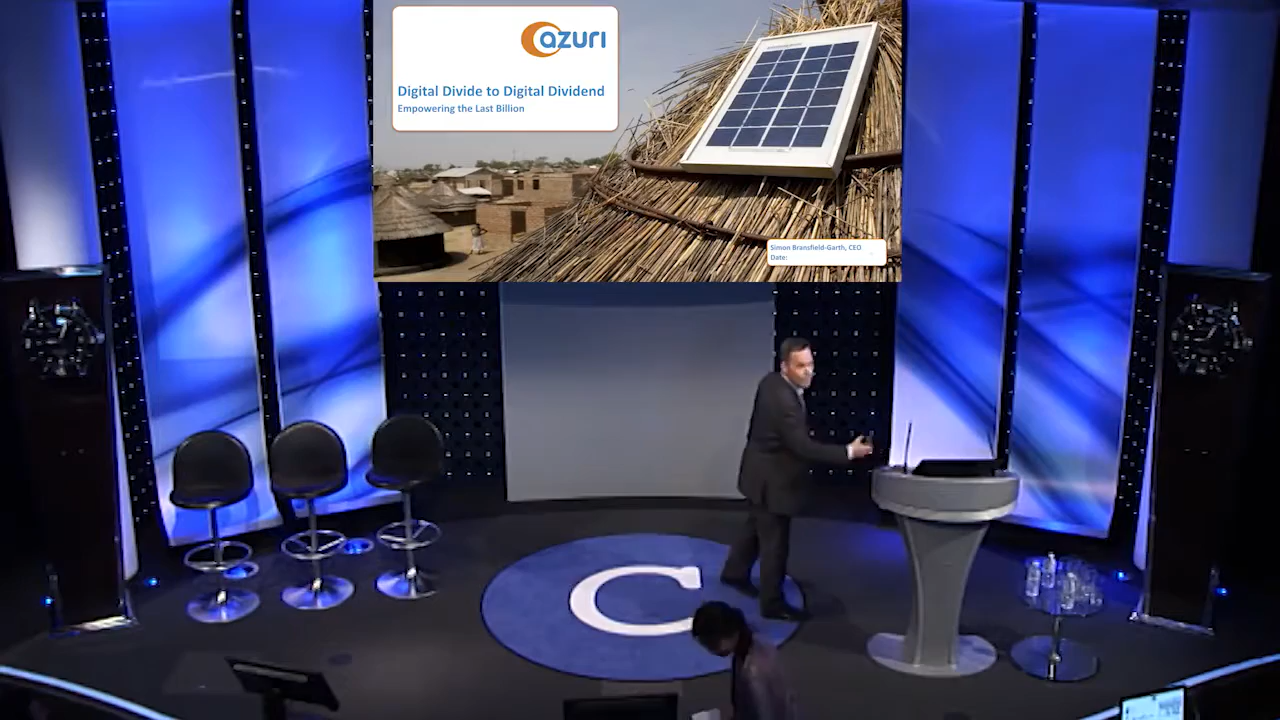 azuri
Digital Divide to Digital Dividend
Empowering the Last Billion
Simon Bransfield-Garth, CEO
Date:
C